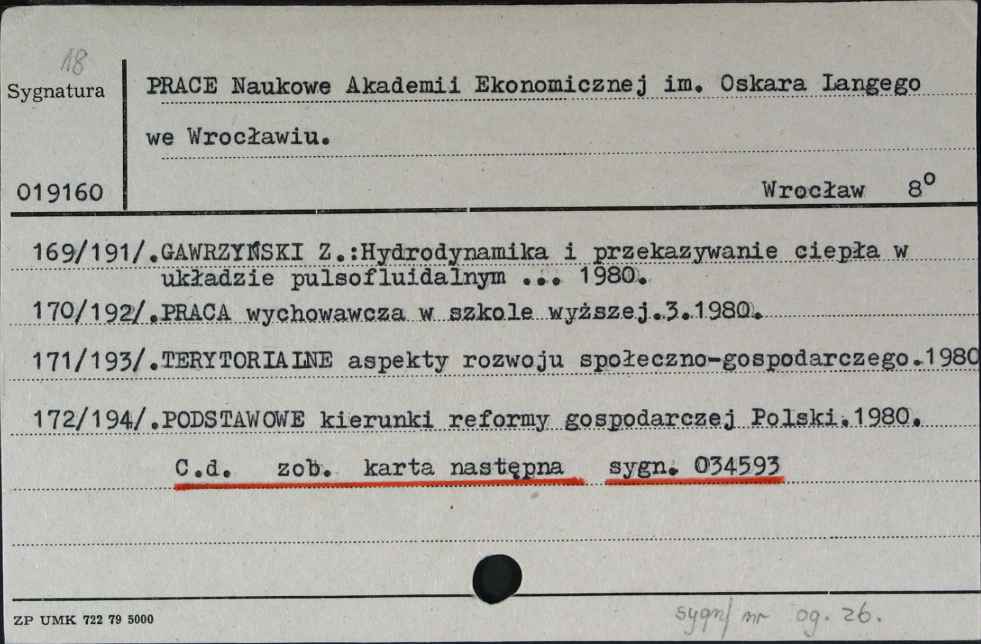 18
Sygnatura
PRACE Naukowe Akademii Ekonomicznej im. Oskara Langego
we Wrocławiu.
019160
Wrocław 8o
169/191/.GAWRZYŃSKI Z.:Hydrodynamika i przekazywanie ciepła w
układzie pulsofluidalnym ... 1980.
170/192/.PRACA wychowawcza w szkole wyższej.3.1980.
171/193/.TERYTORIALNE aspekty rozwoju społeczno-gospodarczego.1980
172/194/.PODSTAWOWE kierunki reformy gospodarczej Polski.1980.
C.d. zob. karta następna sygn. 034593
ZP UMK 722 79 5000
sygn/ nr og. 26.